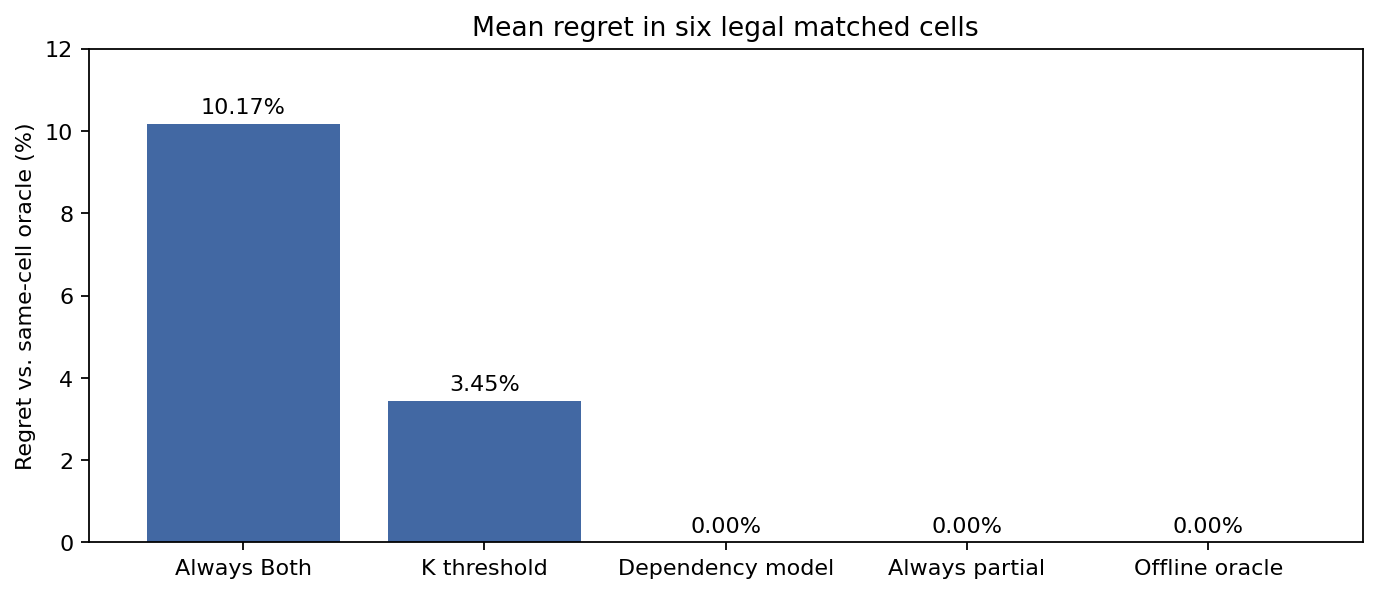 Mean regret in six legal matched cells
Regret vs. same-cell oracle (%)
12
10
8
6
4
2
0
10.17%
3.45%
0.00%
0.00%
0.00%
Always Both
K threshold
Dependency model
Always partial
Offline oracle